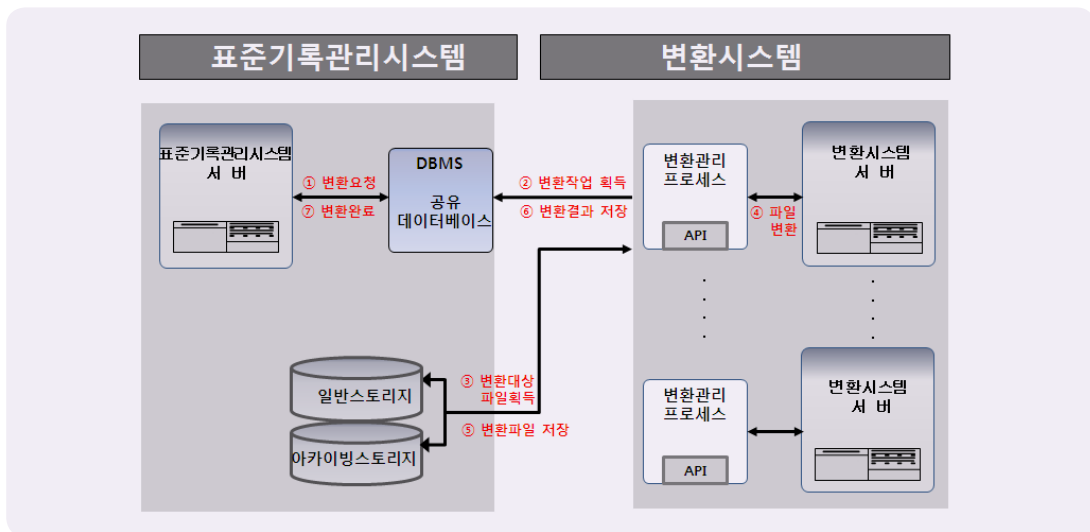 표준기록관리시스템
변환시스템
표준기록관리시스템
서 버
① 변환요청
⑦ 변환완료
DBMS
공유
데이터베이스
② 변환작업 획득
⑥ 변환결과 저장
변환관리
프로세스
API
④ 파일
변환
변환시스템
서 버
일반스토리지
아카이빙스토리지
③ 변환대상
파일획득
⑤ 변환파일 저장
변환관리
프로세스
API
변환시스템
서 버